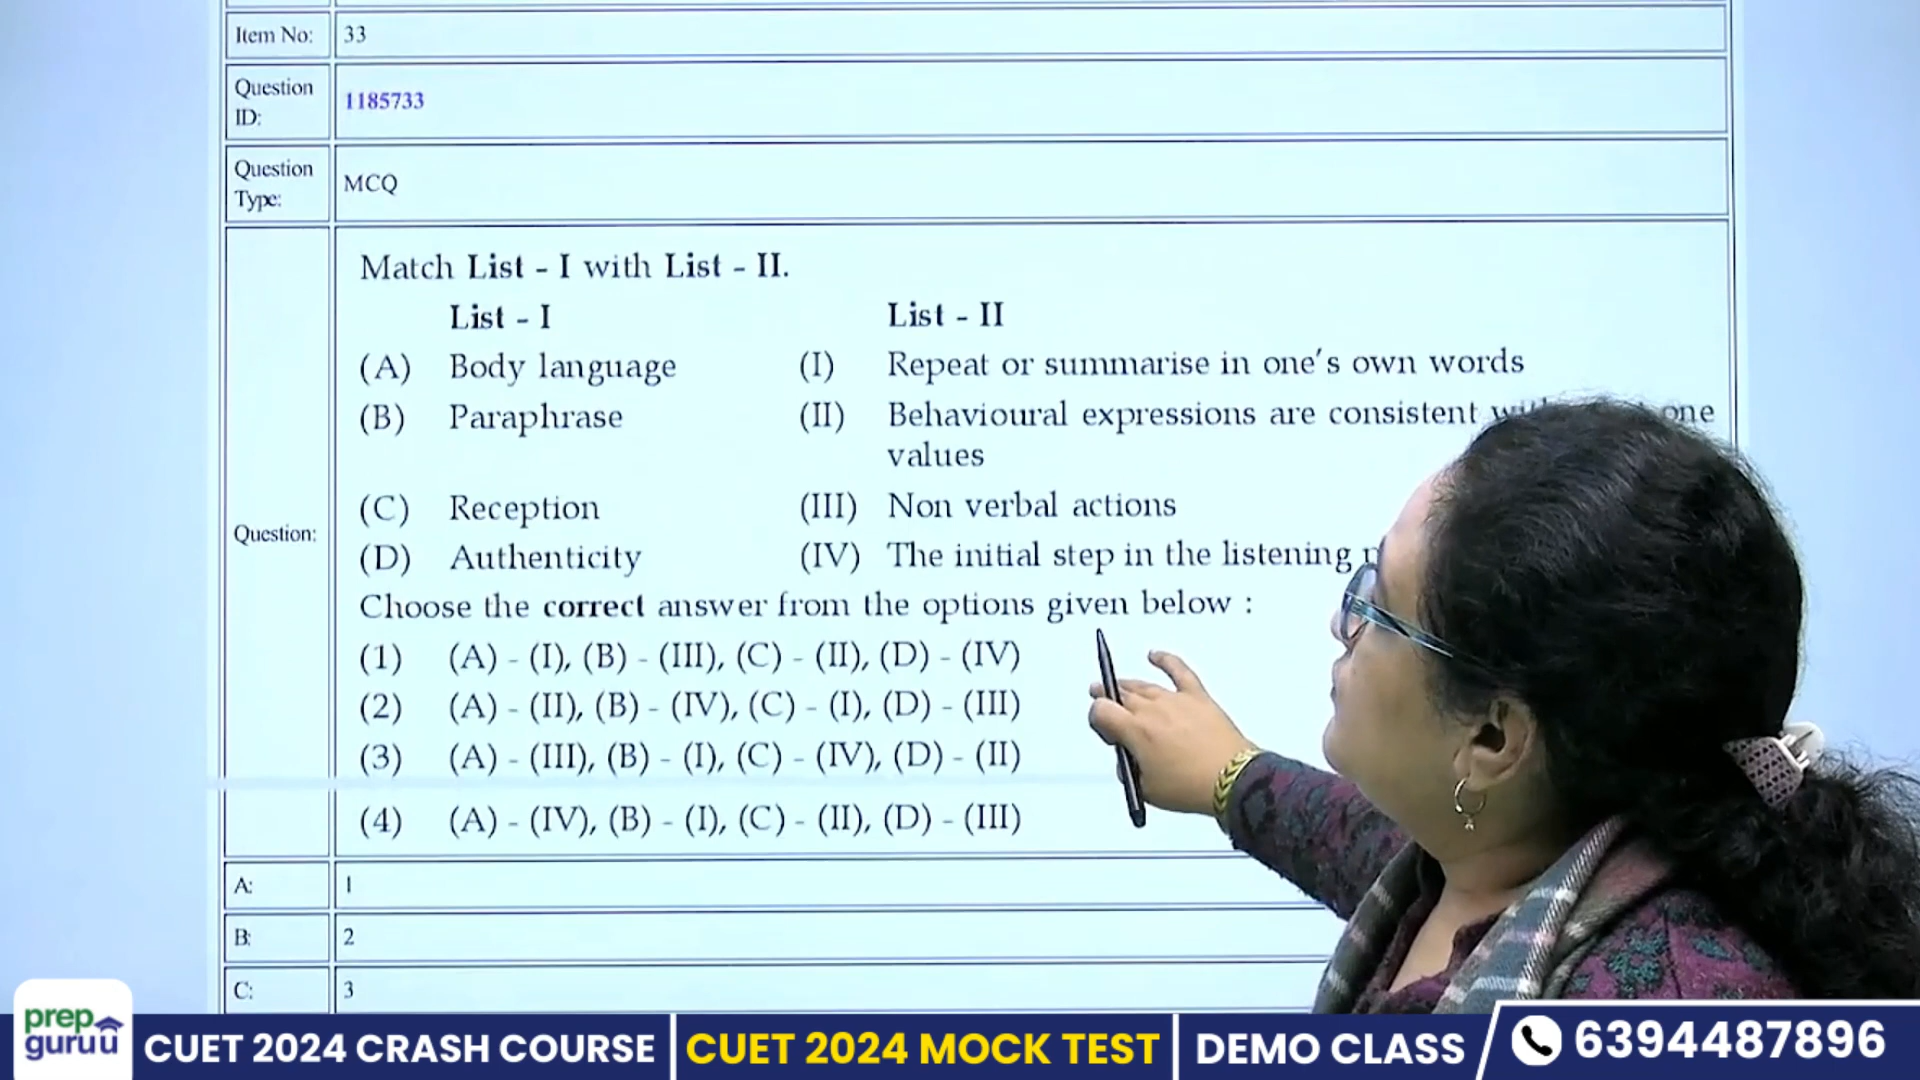 Item No: 33
Question ID: 1185733
Question Type: MCQ
Question:
Match List - I with List - II.
List - I List - II
(A) Body language (I) Repeat or summarise in one's own words
(B) Paraphrase (II) Behavioural expressions are consistent one
values
(C) Reception (III) Non verbal actions
(D) Authenticity (IV) The initial step in the listening
Choose the correct answer from the options given below :
(1) (A) - (I), (B) - (III), (C) - (II), (D) - (IV)
(2) (A) - (II), (B) - (IV), (C) - (I), (D) - (III)
(3) (A) - (III), (B) - (I), (C) - (IV), (D) - (II)
(4) (A) - (IV), (B) - (I), (C) - (II), (D) - (III)
A: 1
B: 2
C: 3
prep
guruu
CUET 2024 CRASH COURSE CUET 2024 MOCK TEST DEMO CLASS 6394487896